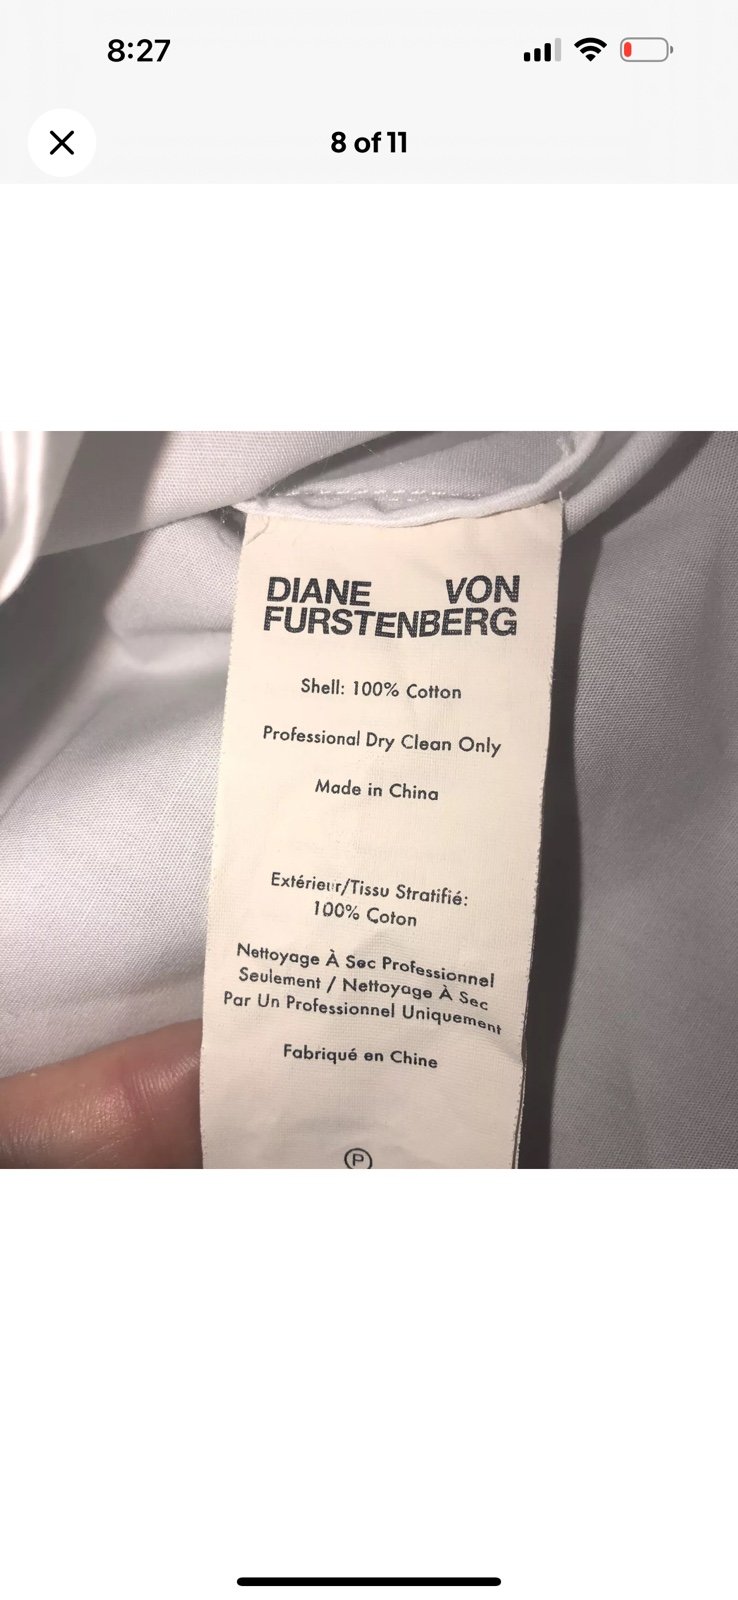 8:27
8 of 11
DIANE VON
FURSTENBERG
Shell: 100% Cotton
Professional Dry Clean Only
Made in China
Extérieur/Tissu Stratifié:
100% Coton
Nettoyage À Sec Professionnel
Seulement / Nettoyage À Sec
Par Un Professionnel Uniquement
Fabriqué en Chine
P